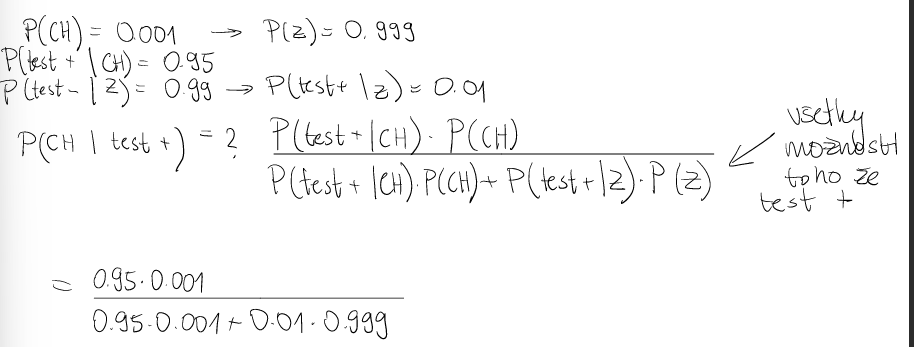 P(CH) = 0.001 → P(Z) = 0.999
P(test + | CH) = 0.95
P(test - | Z) = 0.99 → P(test+ | Z) = 0.01
P(CH | test +) = ? P(test+|CH) · P(CH)
P(test + |CH) · P(CH) + P(test+|Z) · P(Z)
všetky
možnosti
toho že
test +
= 0.95 · 0.001
0.95 · 0.001 + 0.01 · 0.999